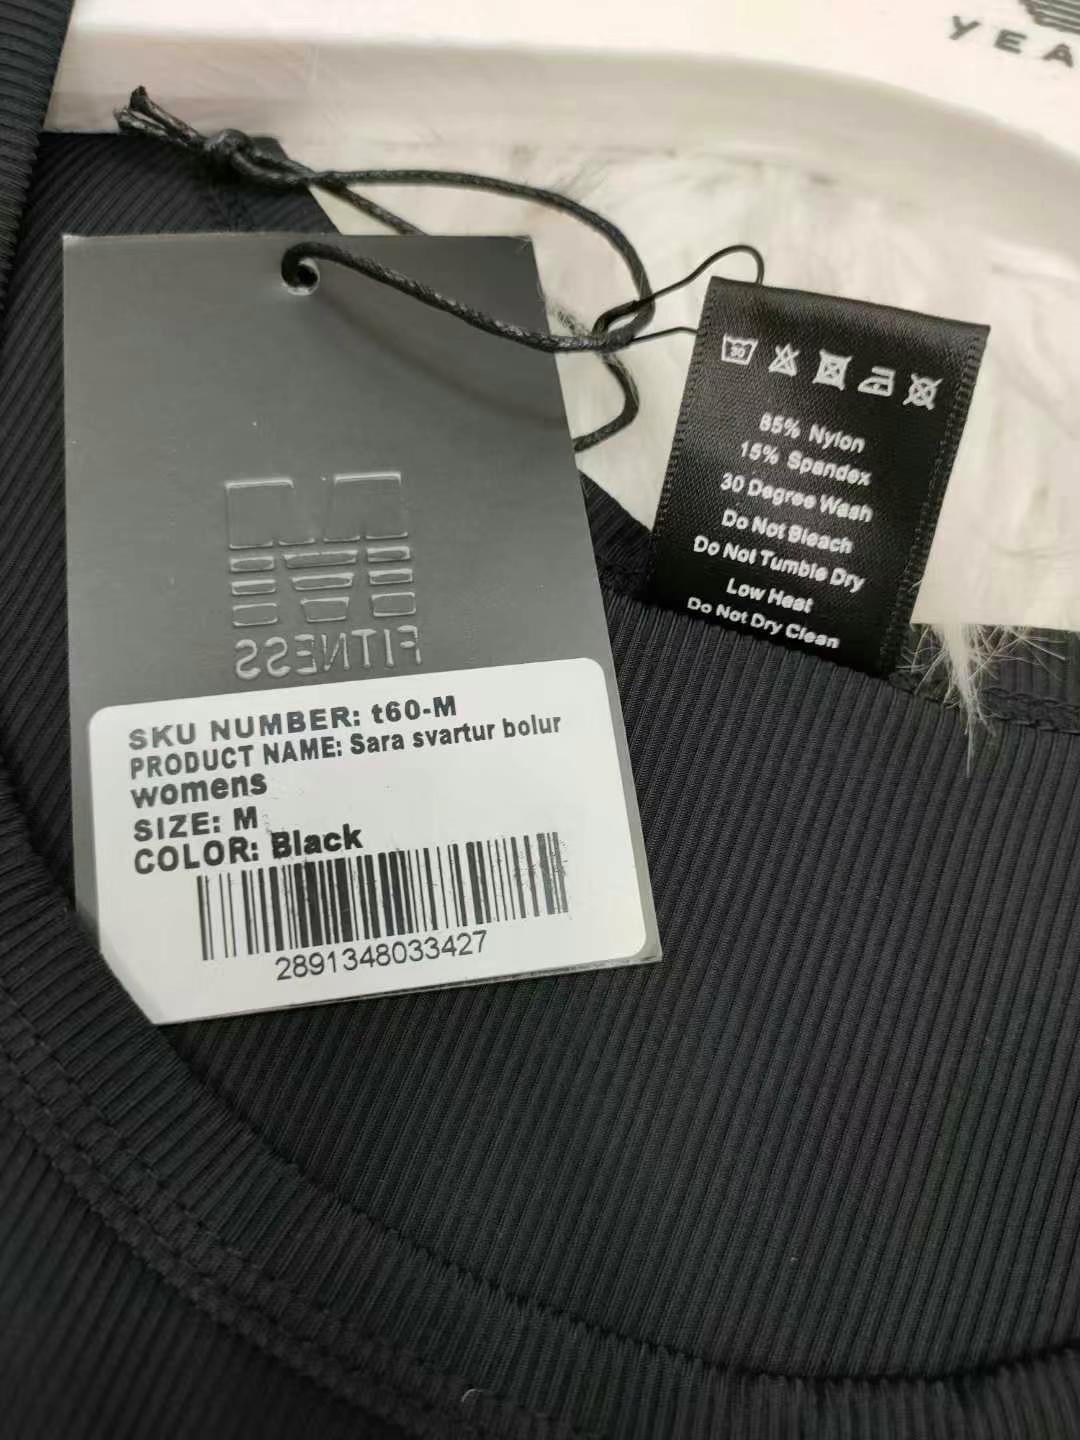 YEA
30
85% Nylon
15% Spandex
30 Degree Wash
Do Not Bleach
Do Not Tumble Dry
Low Heat
Do Not Dry Clean
FITNESS
SKU NUMBER: t60-M
PRODUCT NAME: Sara svartur bolur
womens
SIZE: M
COLOR: Black
2891348033427